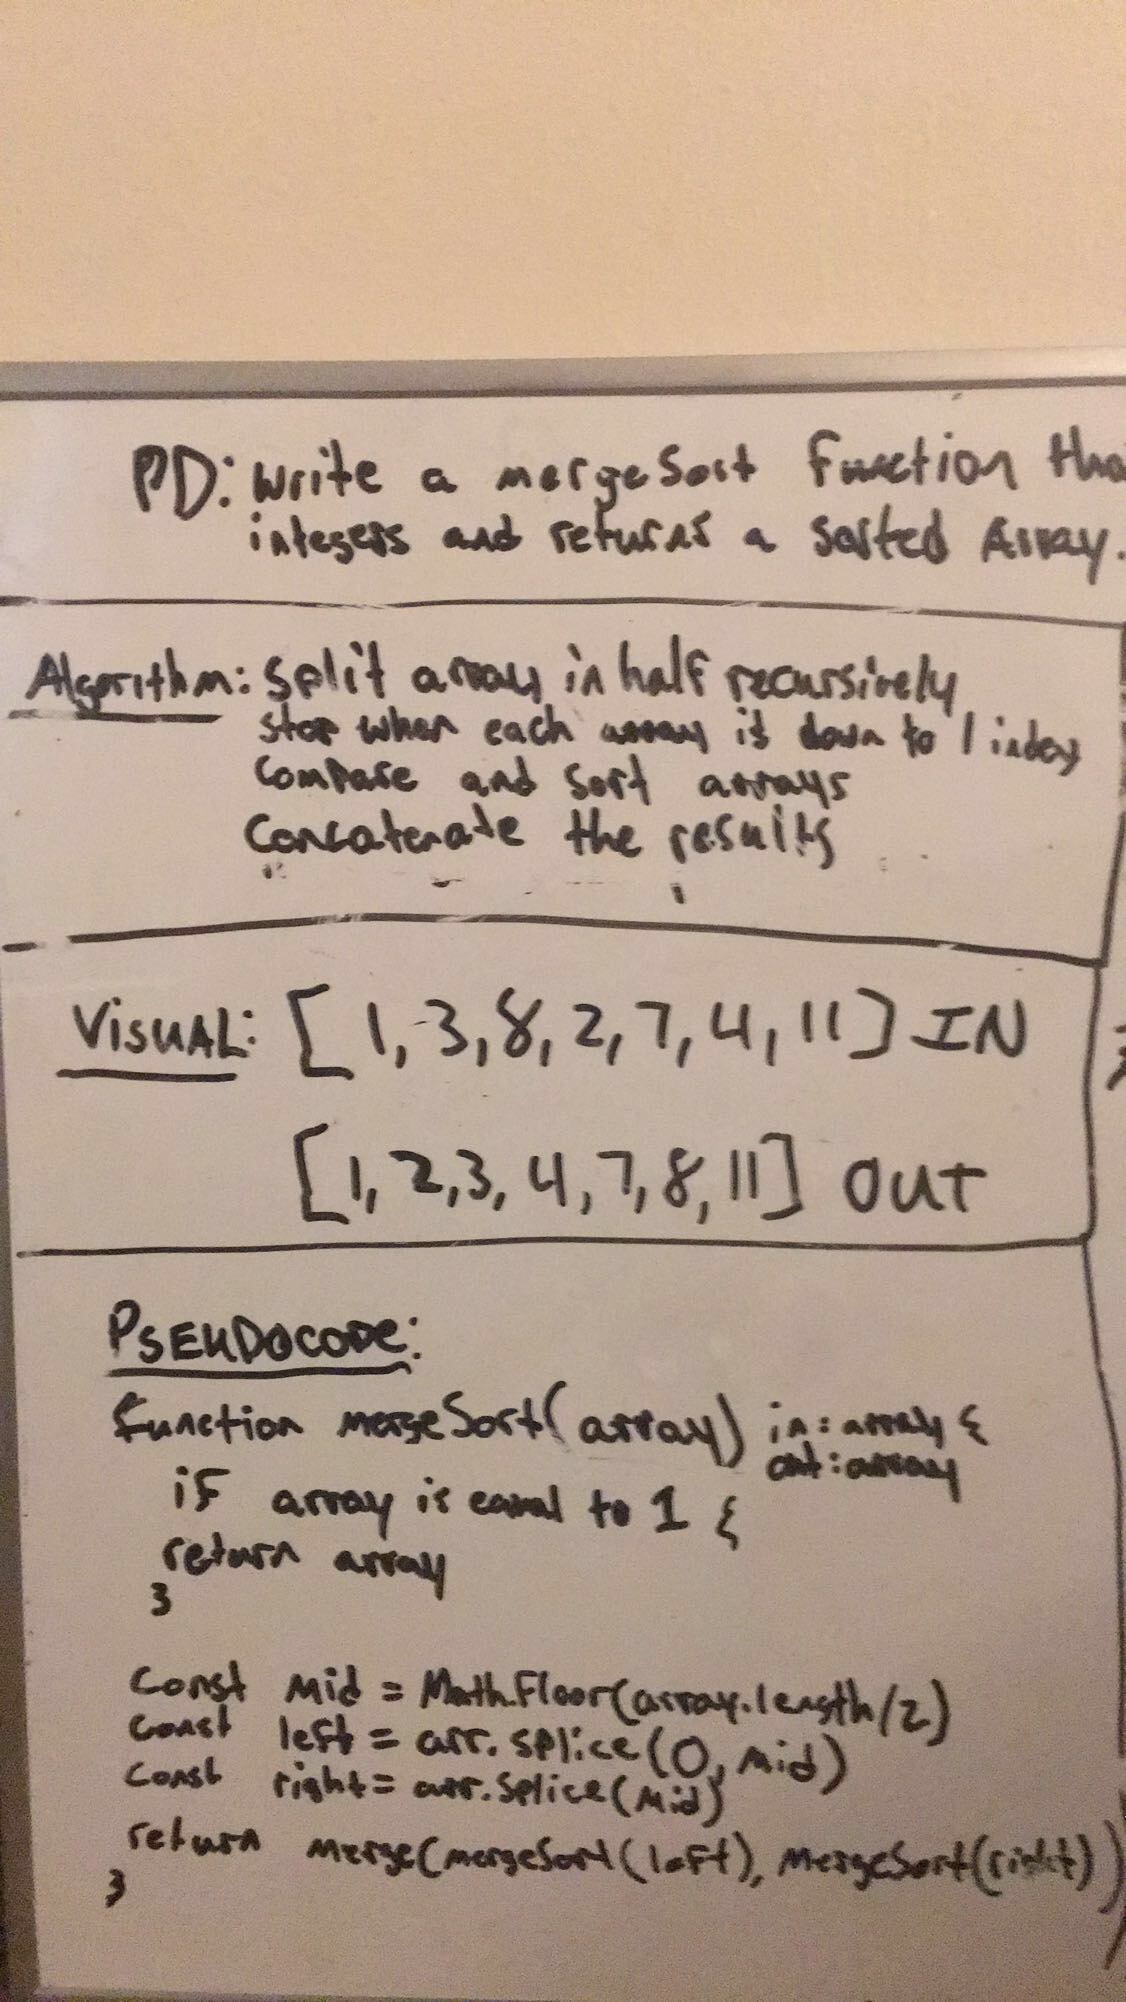 PD: Write a mergeSort function tha
integers and returns a sorted Array.
Algorithm: Split array in half recursively
stop when each array is down to 1 index
Compare and sort arrays
Concatenate the results
VISUAL: [1,3,8,2,7,4,11] IN
[1,2,3,4,7,8,11] OUT
PSEUDOCODE:
function mergeSort(array) in: array {
out: array
if array is equal to 1 {
return array
}
Const mid = Math.Floor(array.length/2)
Const left = arr.splice(0, mid)
Const right = arr.splice(mid)
return merge(mergeSort(left), mergeSort(right))
}